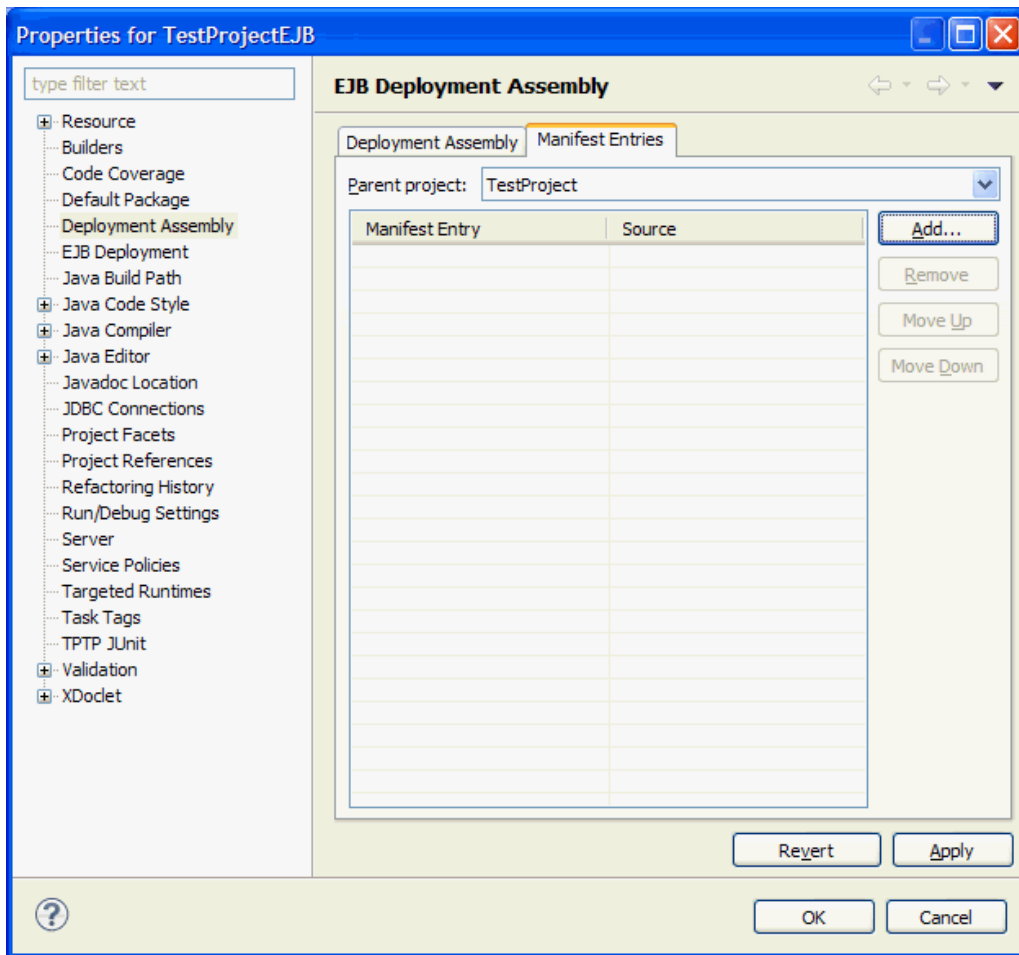 Properties for TestProjectEJB
type filter text
Resource
Builders
Code Coverage
Default Package
Deployment Assembly
EJB Deployment
Java Build Path
Java Code Style
Java Compiler
Java Editor
Javadoc Location
JDBC Connections
Project Facets
Project References
Refactoring History
Run/Debug Settings
Server
Service Policies
Targeted Runtimes
Task Tags
TPTP JUnit
Validation
XDoclet
EJB Deployment Assembly
Deployment Assembly Manifest Entries
Parent project: TestProject
Manifest Entry Source
Add...
Remove
Move Up
Move Down
Revert Apply
? OK Cancel